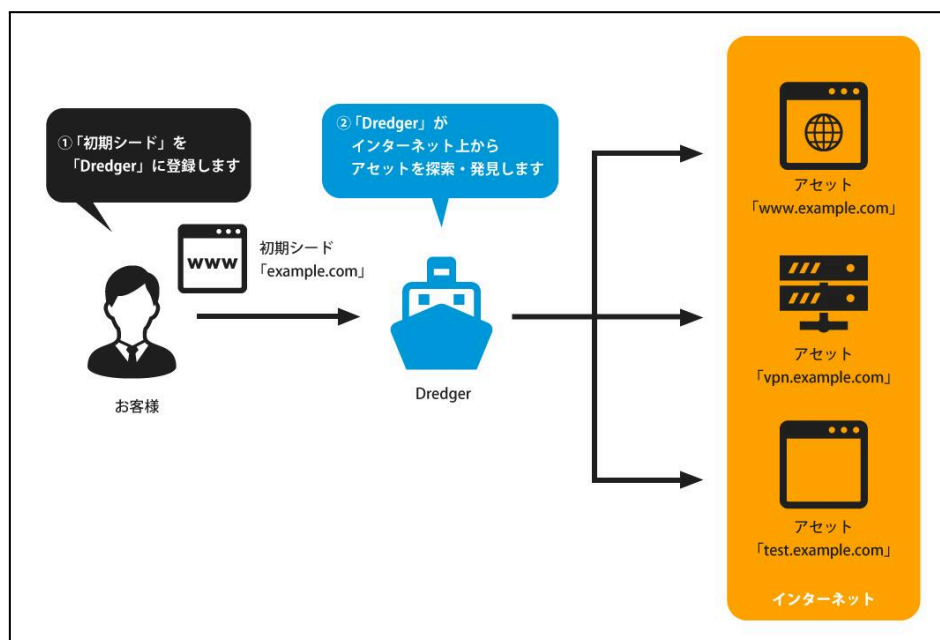 ①「初期シード」を
「Dredger」に登録します
②「Dredger」が
インターネット上から
アセットを探索・発見します
www
初期シード
「example.com」
お客様
Dredger
アセット
「www.example.com」
アセット
「vpn.example.com」
アセット
「test.example.com」
インターネット